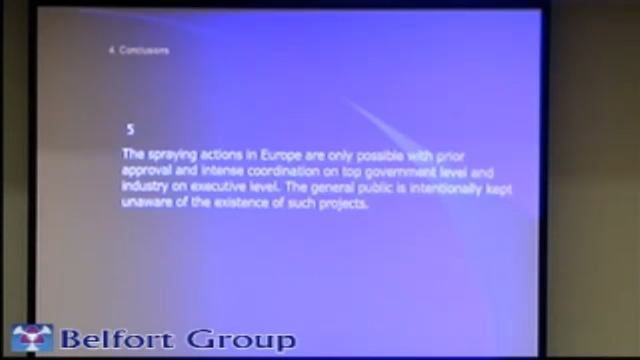 4 Conclusions
5
The spraying actions in Europe are only possible with prior
approval and intense coordination on top government level and
industry on executive level. The general public is intentionally kept
unaware of the existence of such projects.
Belfort Group